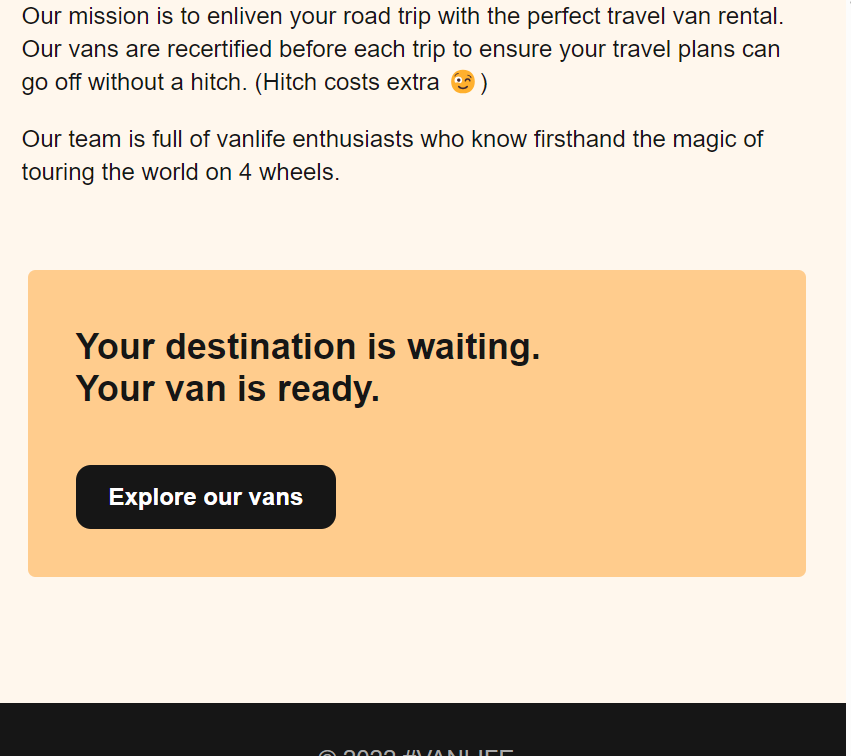 Our mission is to enliven your road trip with the perfect travel van rental.
Our vans are recertified before each trip to ensure your travel plans can
go off without a hitch. (Hitch costs extra 😉)
Our team is full of vanlife enthusiasts who know firsthand the magic of
touring the world on 4 wheels.
Your destination is waiting.
Your van is ready.
Explore our vans
#VANLIFE